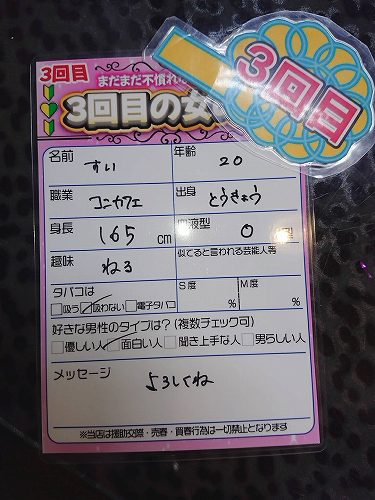 3回目
まだまだ不慣れ
3回目の女
3回目
名前 すい 年齢 20
職業 コンカフェ 出身 とうきょう
身長 165 cm 血液型 O 型
趣味 ねる 似てると言われる芸能人等
タバコは S度 M度
□吸う ☑吸わない □電子タバコ % %
好きな男性のタイプは?(複数チェック可)
□優しい人 ☑面白い人 □聞き上手な人 □男らしい人
メッセージ
よろしくね
※当店は援助交際・売春・買春行為は一切禁止となります